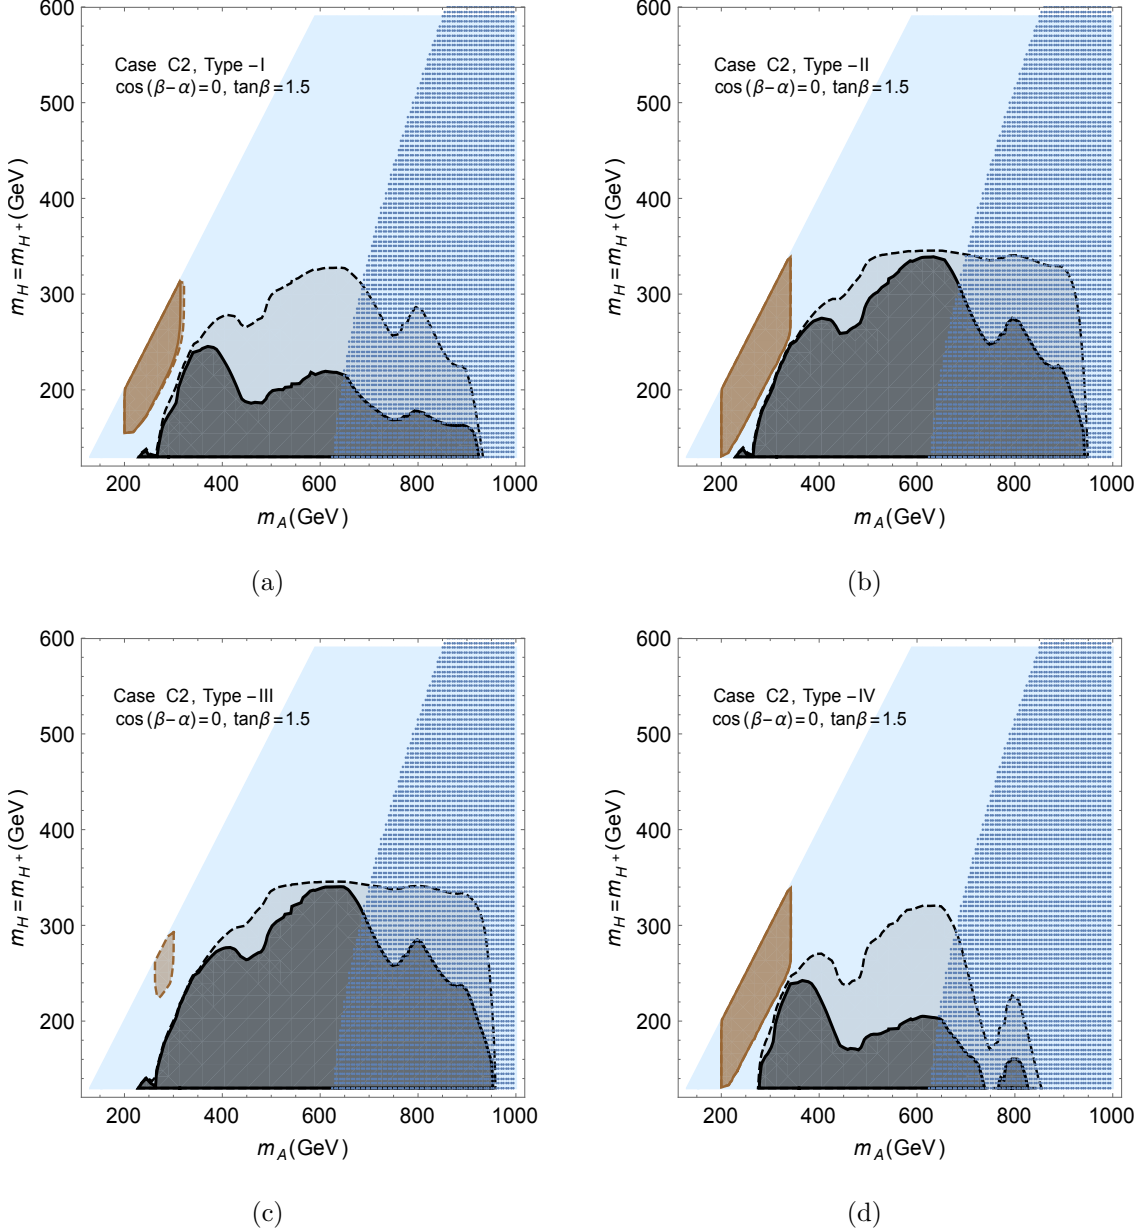 Case C2, Type-I
cos(β-α)=0, tanβ=1.5
m_H=m_{H^+}(GeV)
600
500
400
300
200
200
400
600
800
1000
m_A(GeV)
(a)
Case C2, Type-II
cos(β-α)=0, tanβ=1.5
m_H=m_{H^+}(GeV)
600
500
400
300
200
200
400
600
800
1000
m_A(GeV)
(b)
Case C2, Type-III
cos(β-α)=0, tanβ=1.5
m_H=m_{H^+}(GeV)
600
500
400
300
200
200
400
600
800
1000
m_A(GeV)
(c)
Case C2, Type-IV
cos(β-α)=0, tanβ=1.5
m_H=m_{H^+}(GeV)
600
500
400
300
200
200
400
600
800
1000
m_A(GeV)
(d)